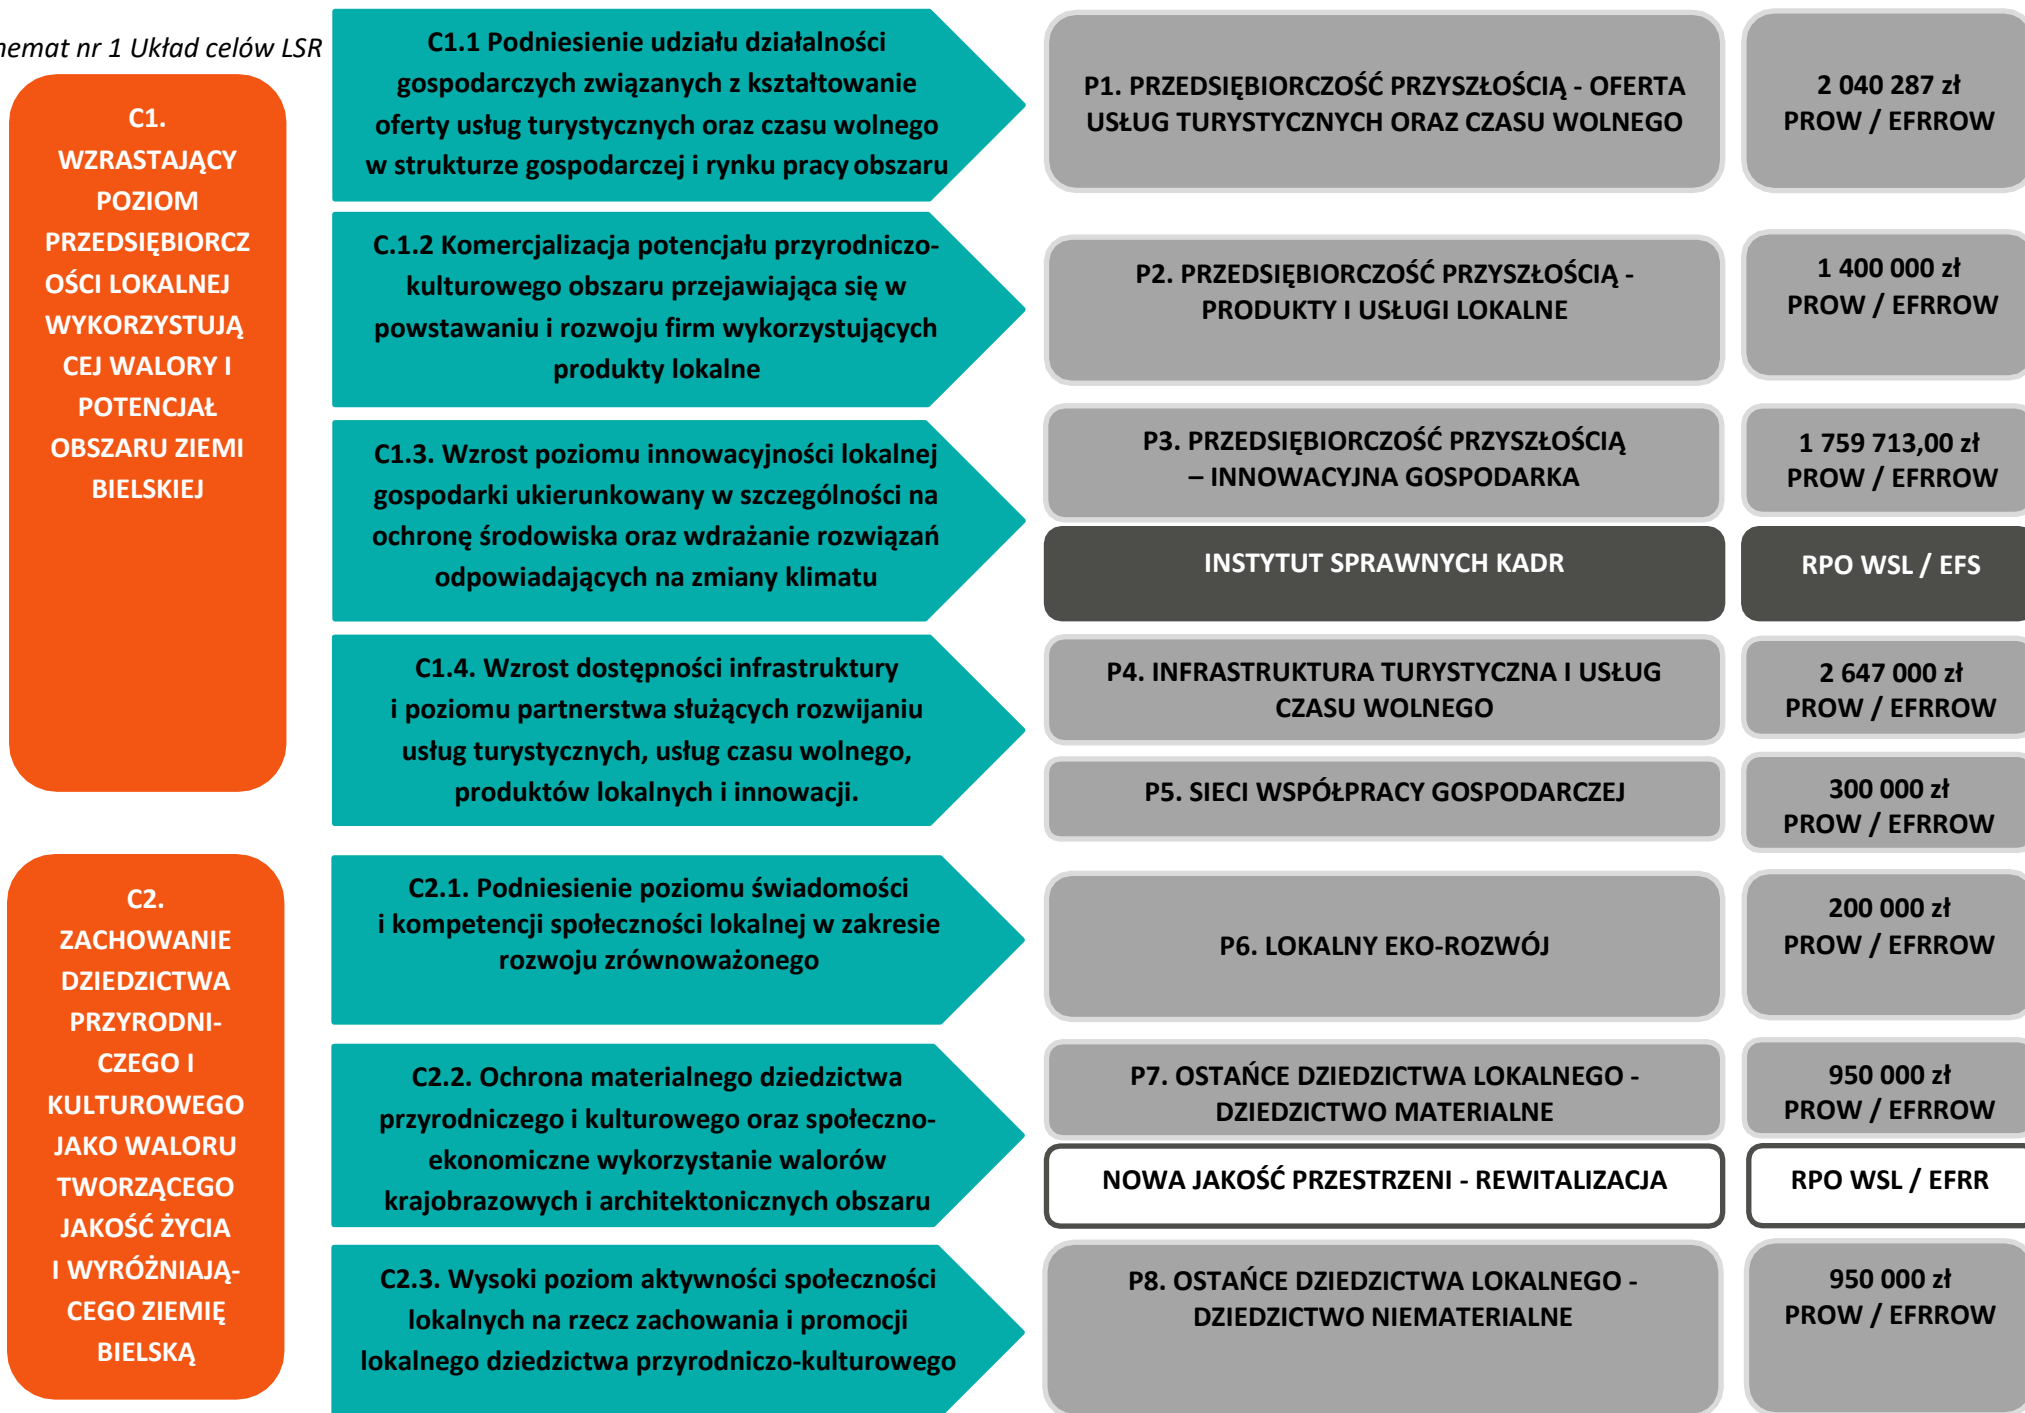 hemat nr 1 Układ celów LSR
C1.
WZRASTAJĄCY
POZIOM
PRZEDSIĘBIORCZ
OŚCI LOKALNEJ
WYKORZYSTUJĄ
CEJ WALORY I
POTENCJAŁ
OBSZARU ZIEMI
BIELSKIEJ
C1.1 Podniesienie udziału działalności
gospodarczych związanych z kształtowanie
oferty usług turystycznych oraz czasu wolnego
w strukturze gospodarczej i rynku pracy obszaru
P1. PRZEDSIĘBIORCZOŚĆ PRZYSZŁOŚCIĄ - OFERTA
USŁUG TURYSTYCZNYCH ORAZ CZASU WOLNEGO
2 040 287 zł
PROW / EFRROW
C.1.2 Komercjalizacja potencjału przyrodniczo-
kulturowego obszaru przejawiająca się w
powstawaniu i rozwoju firm wykorzystujących
produkty lokalne
P2. PRZEDSIĘBIORCZOŚĆ PRZYSZŁOŚCIĄ -
PRODUKTY I USŁUGI LOKALNE
1 400 000 zł
PROW / EFRROW
C1.3. Wzrost poziomu innowacyjności lokalnej
gospodarki ukierunkowany w szczególności na
ochronę środowiska oraz wdrażanie rozwiązań
odpowiadających na zmiany klimatu
P3. PRZEDSIĘBIORCZOŚĆ PRZYSZŁOŚCIĄ
– INNOWACYJNA GOSPODARKA
1 759 713,00 zł
PROW / EFRROW
INSTYTUT SPRAWNYCH KADR
RPO WSL / EFS
C1.4. Wzrost dostępności infrastruktury
i poziomu partnerstwa służących rozwijaniu
usług turystycznych, usług czasu wolnego,
produktów lokalnych i innowacji.
P4. INFRASTRUKTURA TURYSTYCZNA I USŁUG
CZASU WOLNEGO
2 647 000 zł
PROW / EFRROW
P5. SIECI WSPÓŁPRACY GOSPODARCZEJ
300 000 zł
PROW / EFRROW
C2.
ZACHOWANIE
DZIEDZICTWA
PRZYRODNI-
CZEGO I
KULTUROWEGO
JAKO WALORU
TWORZĄCEGO
JAKOŚĆ ŻYCIA
I WYRÓŻNIAJĄ-
CEGO ZIEMIĘ
BIELSKĄ
C2.1. Podniesienie poziomu świadomości
i kompetencji społeczności lokalnej w zakresie
rozwoju zrównoważonego
P6. LOKALNY EKO-ROZWÓJ
200 000 zł
PROW / EFRROW
C2.2. Ochrona materialnego dziedzictwa
przyrodniczego i kulturowego oraz społeczno-
ekonomiczne wykorzystanie walorów
krajobrazowych i architektonicznych obszaru
P7. OSTAŃCE DZIEDZICTWA LOKALNEGO -
DZIEDZICTWO MATERIALNE
950 000 zł
PROW / EFRROW
NOWA JAKOŚĆ PRZESTRZENI - REWITALIZACJA
RPO WSL / EFRR
C2.3. Wysoki poziom aktywności społeczności
lokalnych na rzecz zachowania i promocji
lokalnego dziedzictwa przyrodniczo-kulturowego
P8. OSTAŃCE DZIEDZICTWA LOKALNEGO -
DZIEDZICTWO NIEMATERIALNE
950 000 zł
PROW / EFRROW